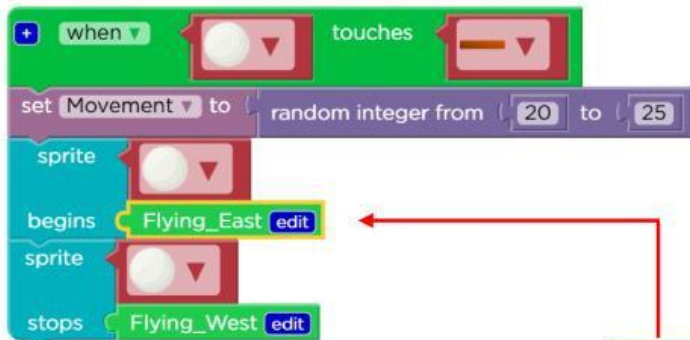 + when touches
set Movement to random integer from 20 to 25
sprite
begins Flying_East edit
sprite
stops Flying_West edit